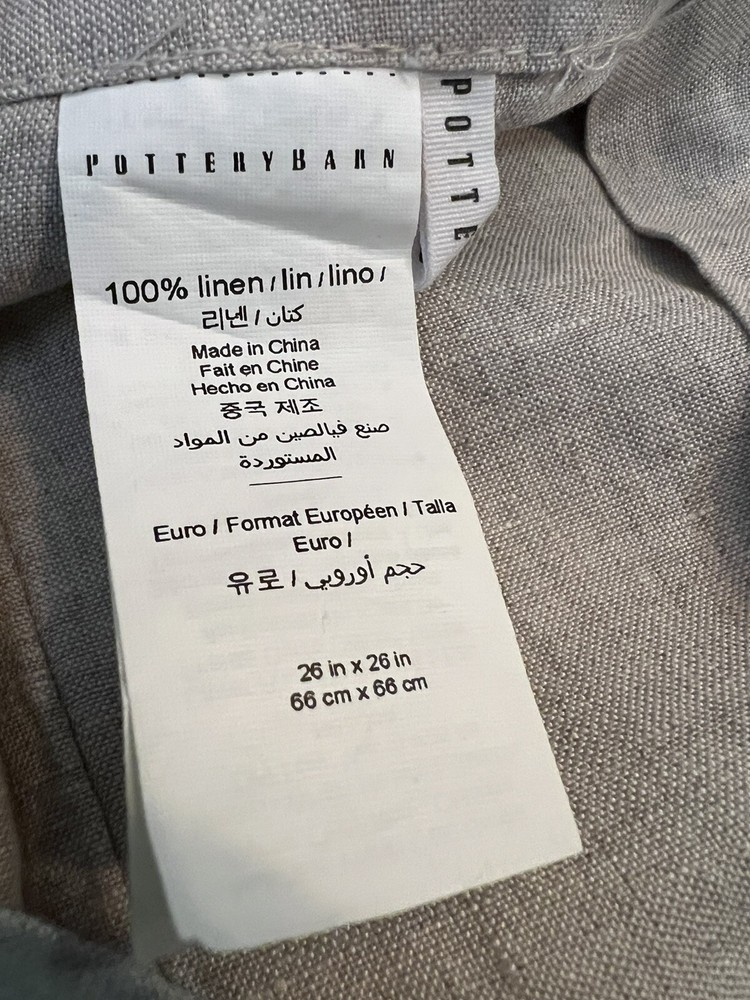 POTTERYBARN
POTTE
100% linen / lin / lino /
리넨 / كتان
Made in China
Fait en Chine
Hecho en China
중국 제조
صنع فيالصين من المواد
المستوردة
Euro / Format Européen / Talla
Euro /
유로 / حجم أوروبي
26 in x 26 in
66 cm x 66 cm